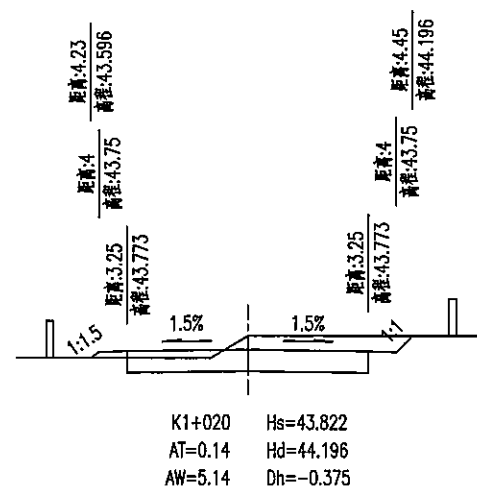 距离:4.23
高程:43.596
距离:4.45
高程:44.196
距离:4
高程:43.75
距离:4
高程:43.75
距离:3.25
高程:43.773
距离:3.25
高程:43.773
1:1.5
1.5%
1.5%
1:1
K1+020 Hs=43.822
AT=0.14 Hd=44.196
AW=5.14 Dh=-0.375